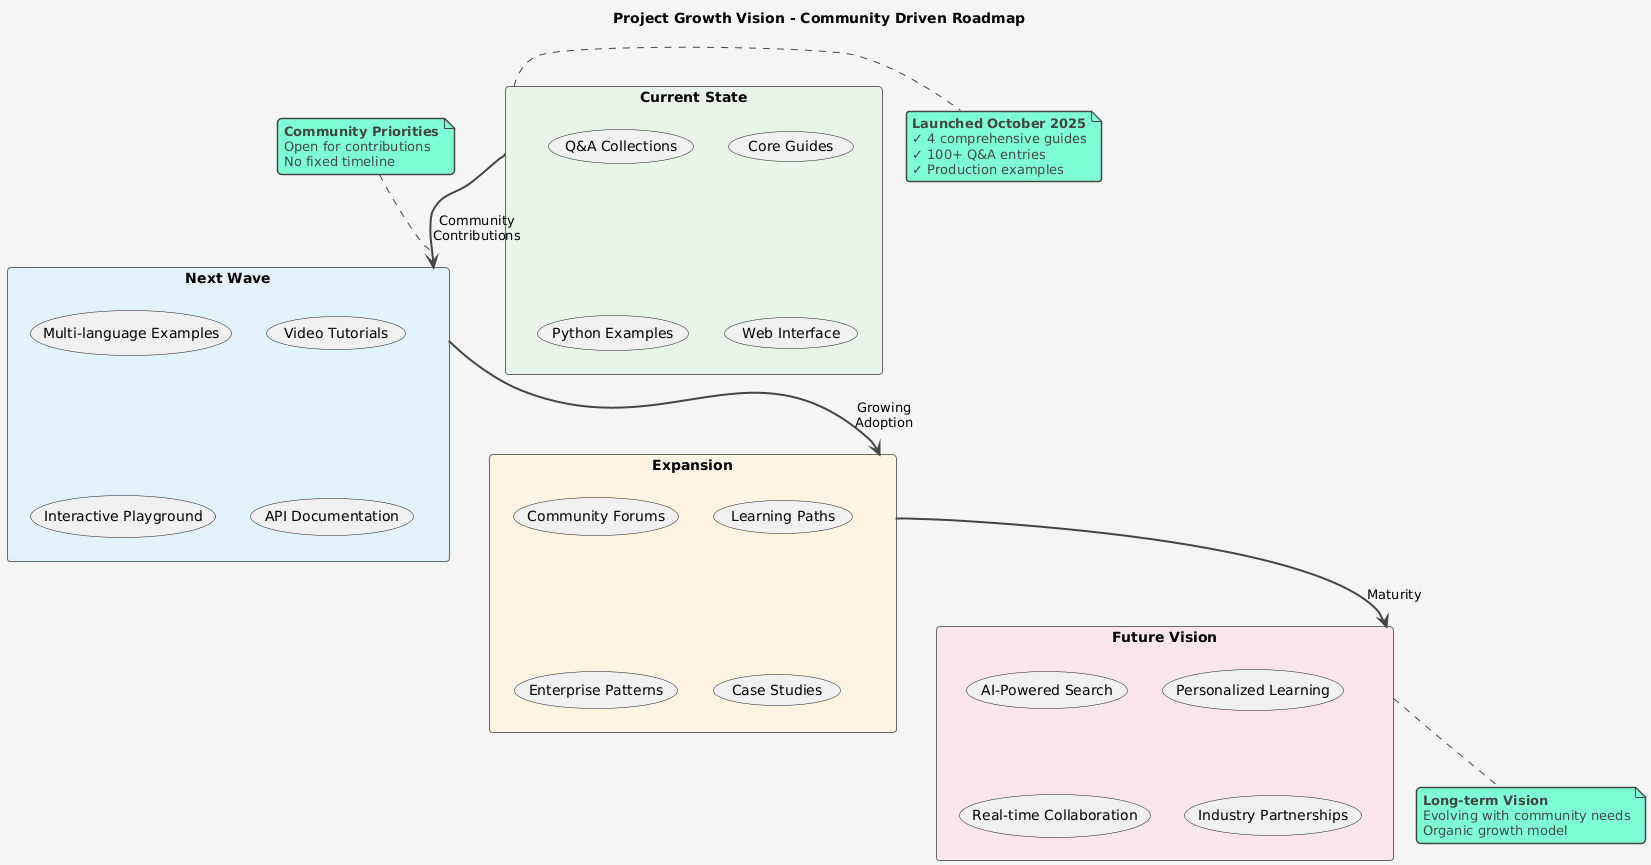 Project Growth Vision - Community Driven Roadmap
Current State
Q&A Collections
Core Guides
Python Examples
Web Interface
Launched October 2025
✓ 4 comprehensive guides
✓ 100+ Q&A entries
✓ Production examples
Community Priorities
Open for contributions
No fixed timeline
Community
Contributions
Next Wave
Multi-language Examples
Video Tutorials
Interactive Playground
API Documentation
Growing
Adoption
Expansion
Community Forums
Learning Paths
Enterprise Patterns
Case Studies
Maturity
Future Vision
AI-Powered Search
Personalized Learning
Real-time Collaboration
Industry Partnerships
Long-term Vision
Evolving with community needs
Organic growth model